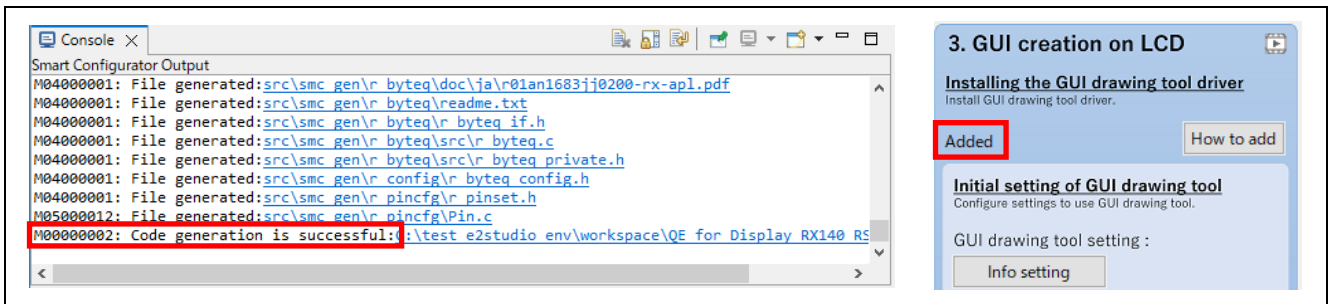 Console
Smart Configurator Output
M04000001: File generated:src\smc_gen\r_byteq\doc\ja\r01an1683jj0200-rx-apl.pdf
M04000001: File generated:src\smc_gen\r_byteq\readme.txt
M04000001: File generated:src\smc_gen\r_byteq\r_byteq_if.h
M04000001: File generated:src\smc_gen\r_byteq\src\r_byteq.c
M04000001: File generated:src\smc_gen\r_byteq\src\r_byteq_private.h
M04000001: File generated:src\smc_gen\r_config\r_byteq_config.h
M04000001: File generated:src\smc_gen\r_pincfg\r_pinset.h
M05000012: File generated:src\smc_gen\r_pincfg\Pin.c
M00000002: Code generation is successful:C:\test_e2studio_env\workspace\QE_for_Display_RX140_RS
3. GUI creation on LCD
Installing the GUI drawing tool driver
Install GUI drawing tool driver.
Added
How to add
Initial setting of GUI drawing tool
Configure settings to use GUI drawing tool.
GUI drawing tool setting :
Info setting